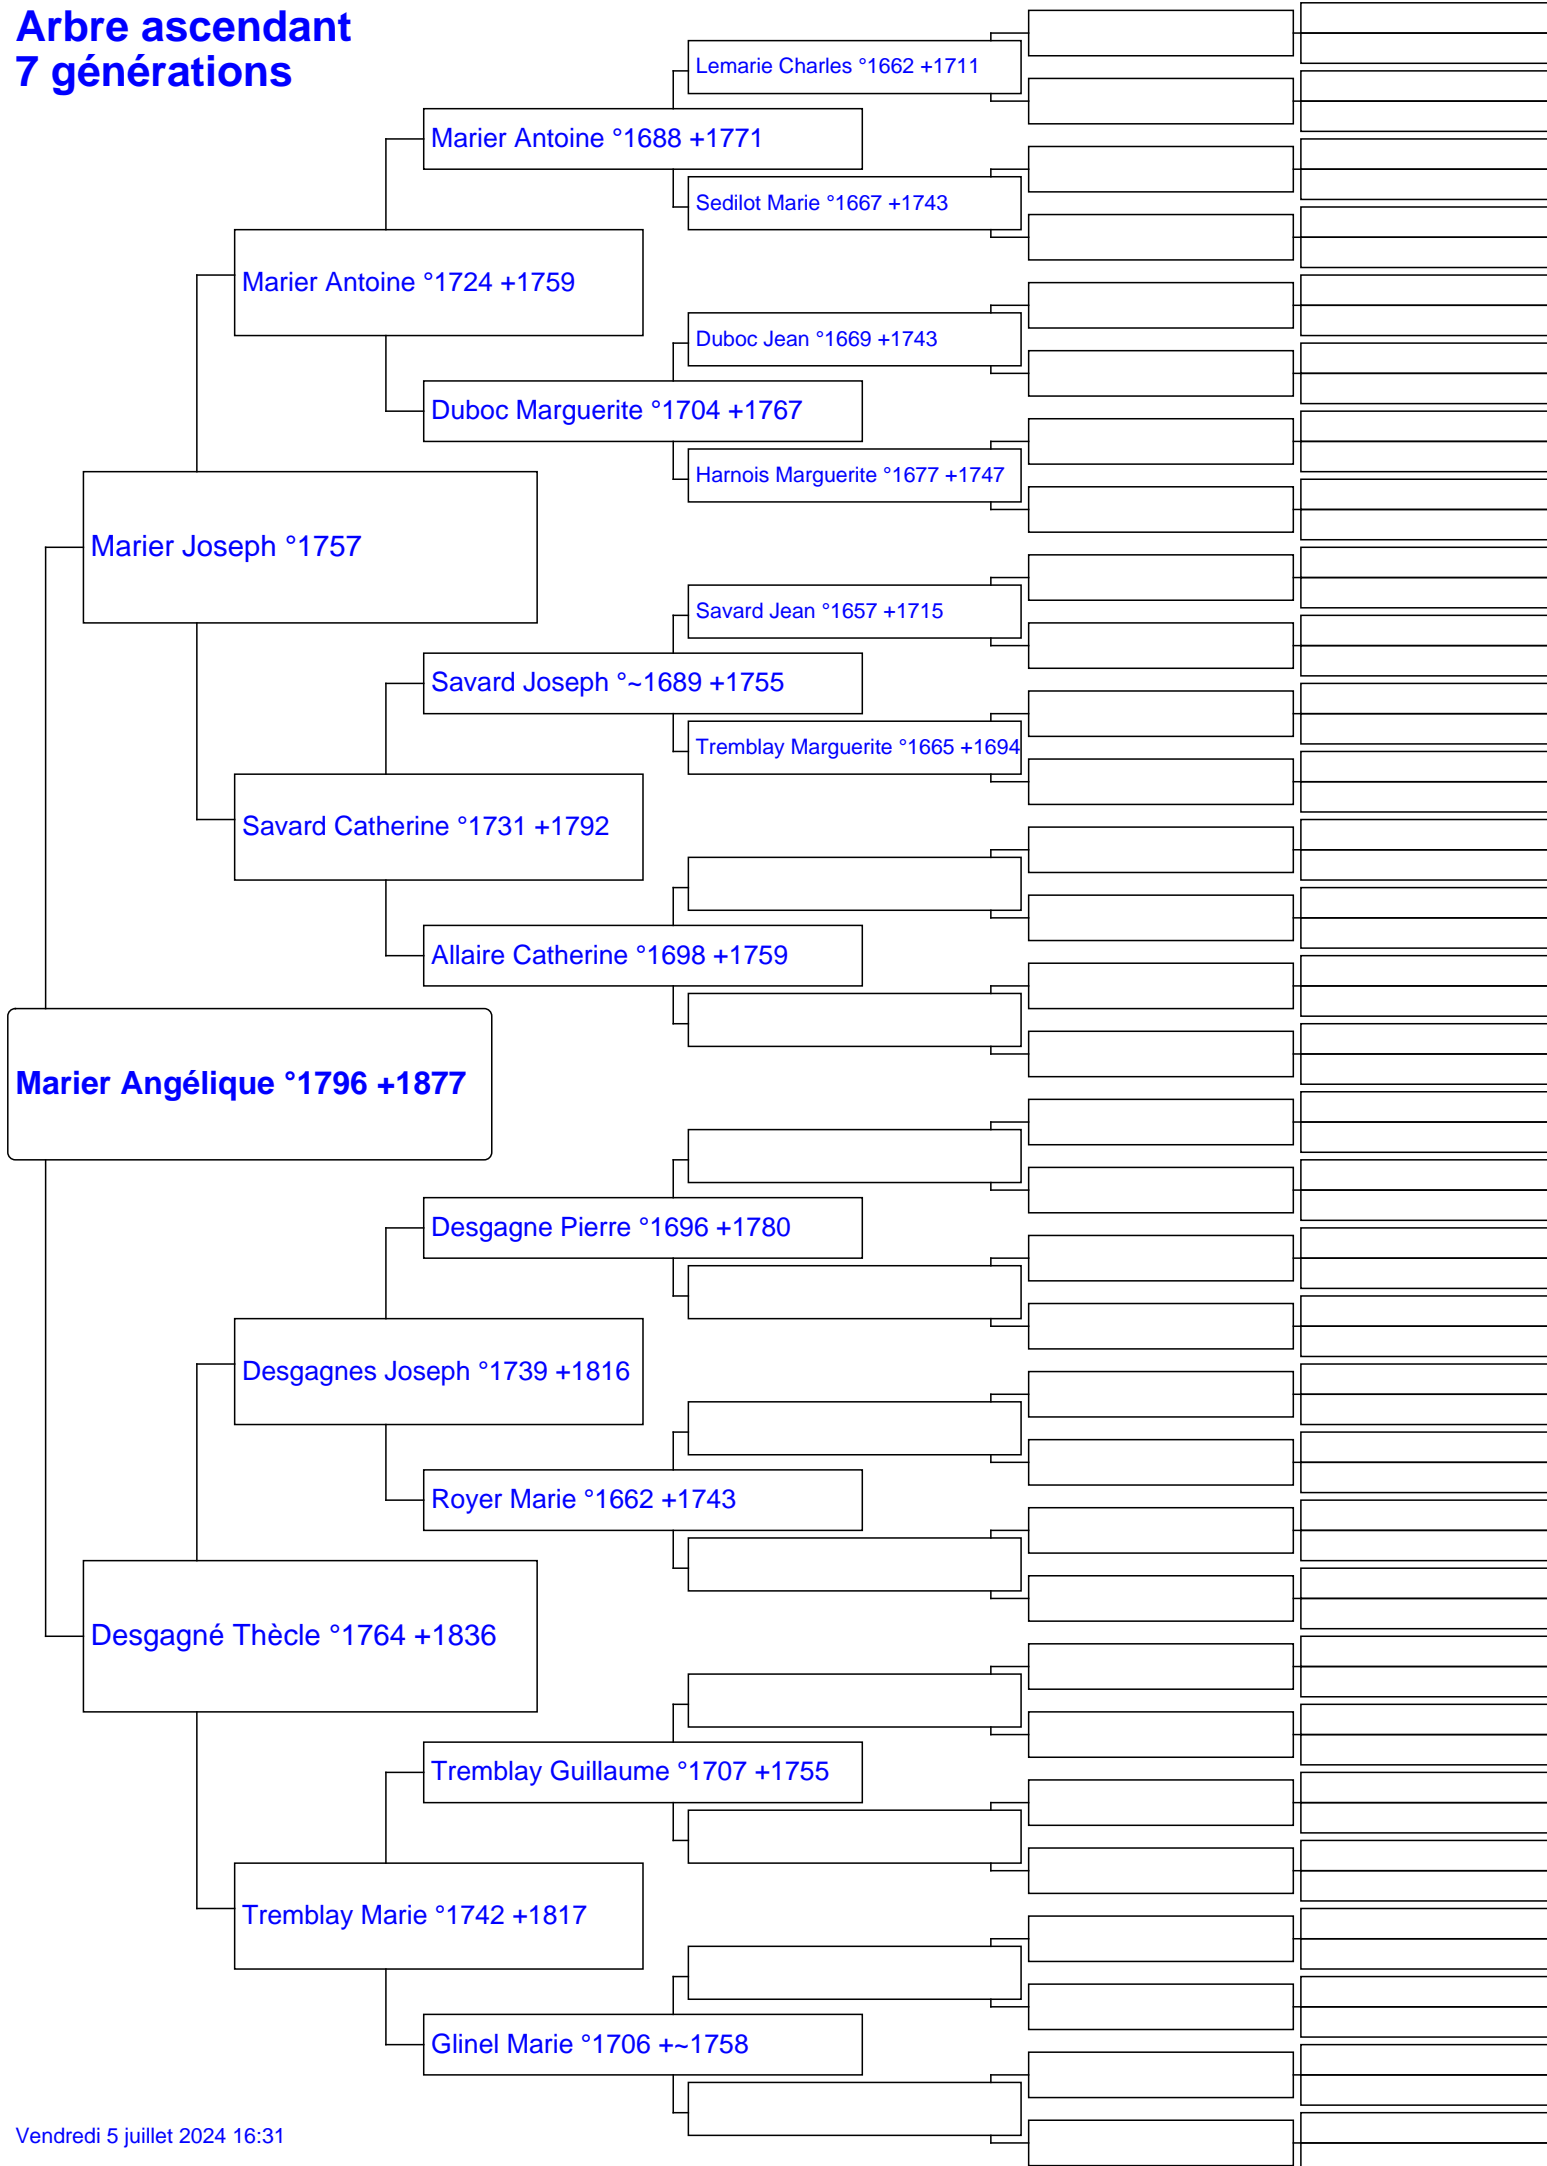 Arbre ascendant
7 générations
Lemarie Charles °1662 +1711
Marier Antoine °1688 +1771
Sedilot Marie °1667 +1743
Marier Antoine °1724 +1759
Duboc Jean °1669 +1743
Duboc Marguerite °1704 +1767
Harnois Marguerite °1677 +1747
Marier Joseph °1757
Savard Jean °1657 +1715
Savard Joseph °~1689 +1755
Tremblay Marguerite °1665 +1694
Savard Catherine °1731 +1792
Allaire Catherine °1698 +1759
Marier Angélique °1796 +1877
Desgagne Pierre °1696 +1780
Desgagnes Joseph °1739 +1816
Royer Marie °1662 +1743
Desgagné Thècle °1764 +1836
Tremblay Guillaume °1707 +1755
Tremblay Marie °1742 +1817
Glinel Marie °1706 +~1758
Vendredi 5 juillet 2024 16:31